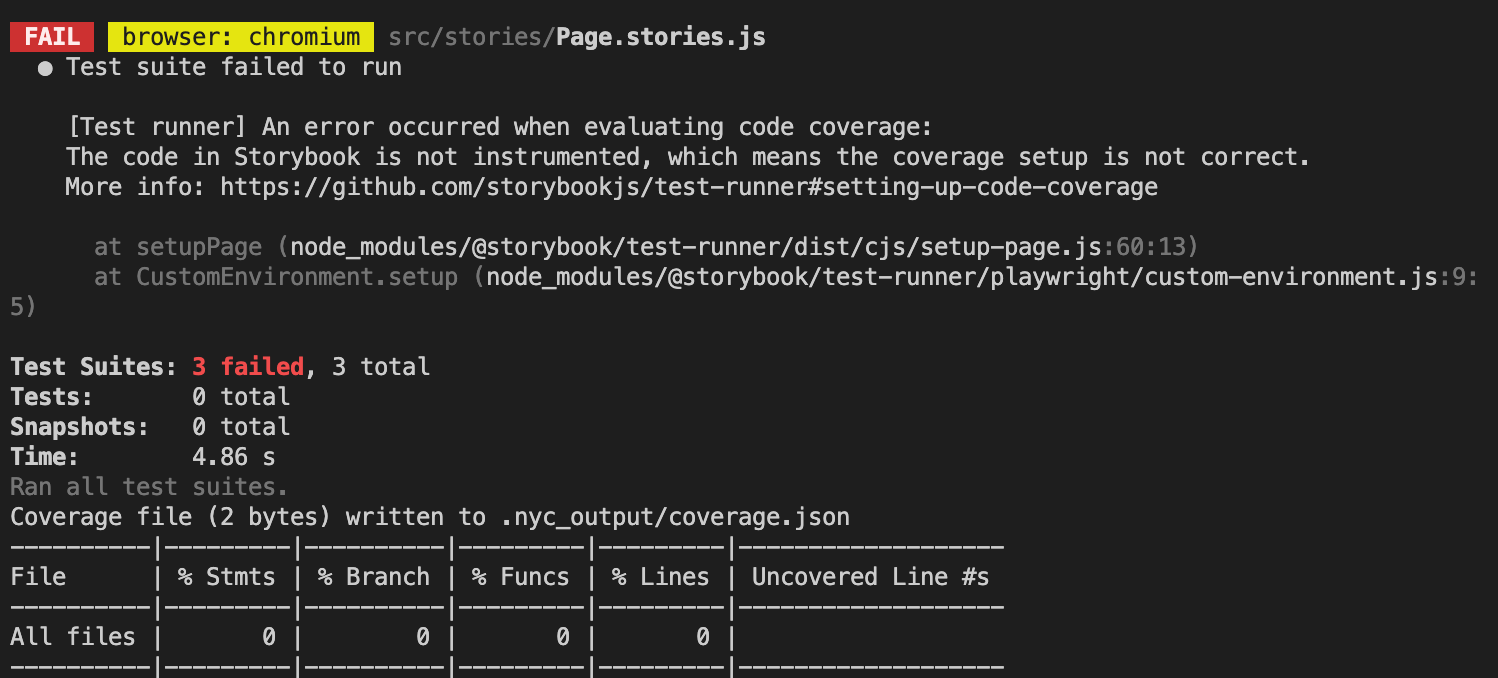 FAIL browser: chromium src/stories/Page.stories.js
● Test suite failed to run
[Test runner] An error occurred when evaluating code coverage:
The code in Storybook is not instrumented, which means the coverage setup is not correct.
More info: https://github.com/storybookjs/test-runner#setting-up-code-coverage
at setupPage (node_modules/@storybook/test-runner/dist/cjs/setup-page.js:60:13)
at CustomEnvironment.setup (node_modules/@storybook/test-runner/playwright/custom-environment.js:9:
5)
Test Suites: 3 failed, 3 total
Tests:       0 total
Snapshots:   0 total
Time:        4.86 s
Ran all test suites.
Coverage file (2 bytes) written to .nyc_output/coverage.json
----------|---------|----------|---------|---------|-------------------
File      | % Stmts | % Branch | % Funcs | % Lines | Uncovered Line #s
----------|---------|----------|---------|---------|-------------------
All files |       0 |        0 |       0 |       0 |
----------|---------|----------|---------|---------|-------------------